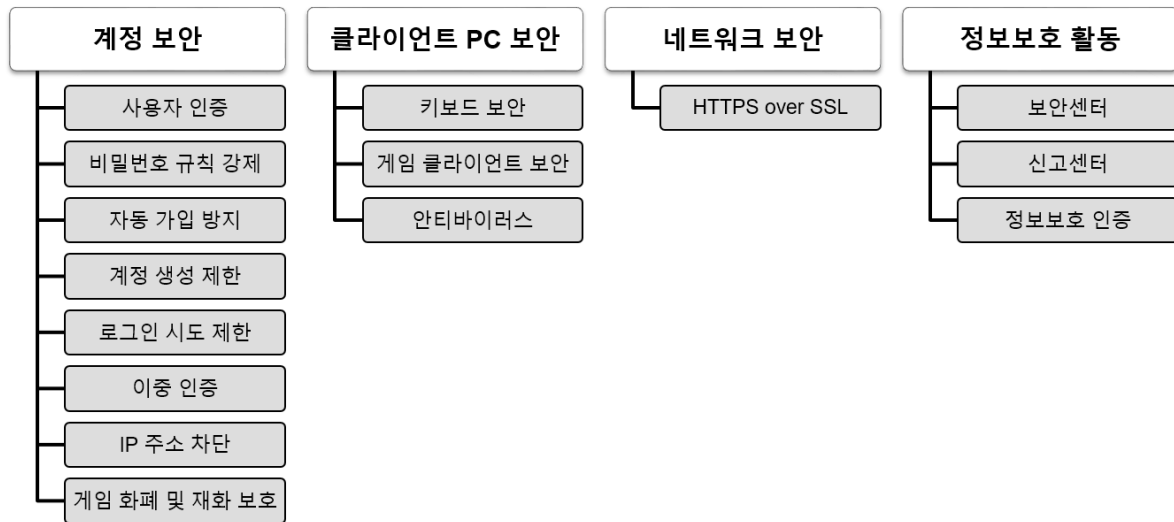 계정 보안
사용자 인증
비밀번호 규칙 강제
자동 가입 방지
계정 생성 제한
로그인 시도 제한
이중 인증
IP 주소 차단
게임 화폐 및 재화 보호
클라이언트 PC 보안
키보드 보안
게임 클라이언트 보안
안티바이러스
네트워크 보안
HTTPS over SSL
정보보호 활동
보안센터
신고센터
정보보호 인증